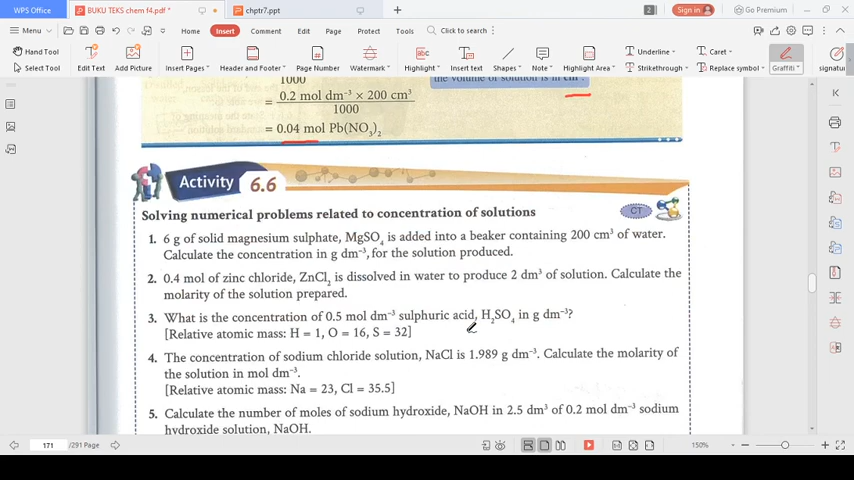 BUKU TEKS chem f4.pdf *
chptr7.ppt
+
2
Sign in
Go Premium
Menu
Home
Insert
Comment
Edit
Page
Protect
Tools
Click to search
Hand Tool
Select Tool
Edit Text
Add Picture
Page Number
Header and Footer
Watermark
Highlight
Insert Text
Note
Area Highlight
Underline
Strikethrough
Caret
Replace symbol
Graffiti
signatu
1000
the volume of solution is in cm³.
= 0.2 mol dm⁻³ × 200 cm³
1000
= 0.04 mol Pb(NO₃)₂
Activity 6.6
Solving numerical problems related to concentration of solutions
CT
1. 6 g of solid magnesium sulphate, MgSO₄ is added into a beaker containing 200 cm³ of water.
Calculate the concentration in g dm⁻³, for the solution produced.
2. 0.4 mol of zinc chloride, ZnCl₂ is dissolved in water to produce 2 dm³ of solution. Calculate the
molarity of the solution prepared.
3. What is the concentration of 0.5 mol dm⁻³ sulphuric acid, H₂SO₄ in g dm⁻³?
[Relative atomic mass: H = 1, O = 16, S = 32]
4. The concentration of sodium chloride solution, NaCl is 1.989 g dm⁻³. Calculate the molarity of
the solution in mol dm⁻³.
[Relative atomic mass: Na = 23, Cl = 35.5]
5. Calculate the number of moles of sodium hydroxide, NaOH in 2.5 dm³ of 0.2 mol dm⁻³ sodium
hydroxide solution, NaOH.
171 /291 Page
150%